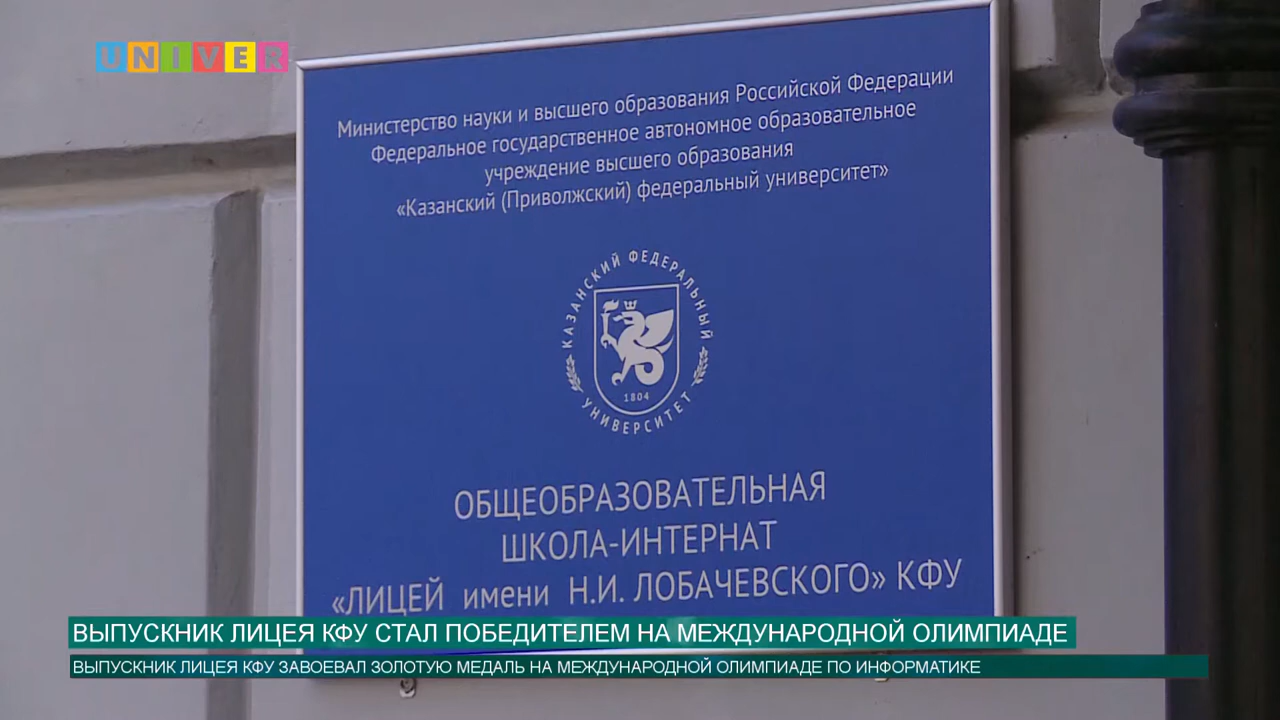 UNIVER
Министерство науки и высшего образования Российской Федерации
Федеральное государственное автономное образовательное
учреждение высшего образования
«Казанский (Приволжский) федеральный университет»
КАЗАНСКИЙ ФЕДЕРАЛЬНЫЙ
1804
УНИВЕРСИТЕТ
ОБЩЕОБРАЗОВАТЕЛЬНАЯ
ШКОЛА-ИНТЕРНАТ
«ЛИЦЕЙ имени Н.И. ЛОБАЧЕВСКОГО» КФУ
ВЫПУСКНИК ЛИЦЕЯ КФУ СТАЛ ПОБЕДИТЕЛЕМ НА МЕЖДУНАРОДНОЙ ОЛИМПИАДЕ
ВЫПУСКНИК ЛИЦЕЯ КФУ ЗАВОЕВАЛ ЗОЛОТУЮ МЕДАЛЬ НА МЕЖДУНАРОДНОЙ ОЛИМПИАДЕ ПО ИНФОРМАТИКЕ